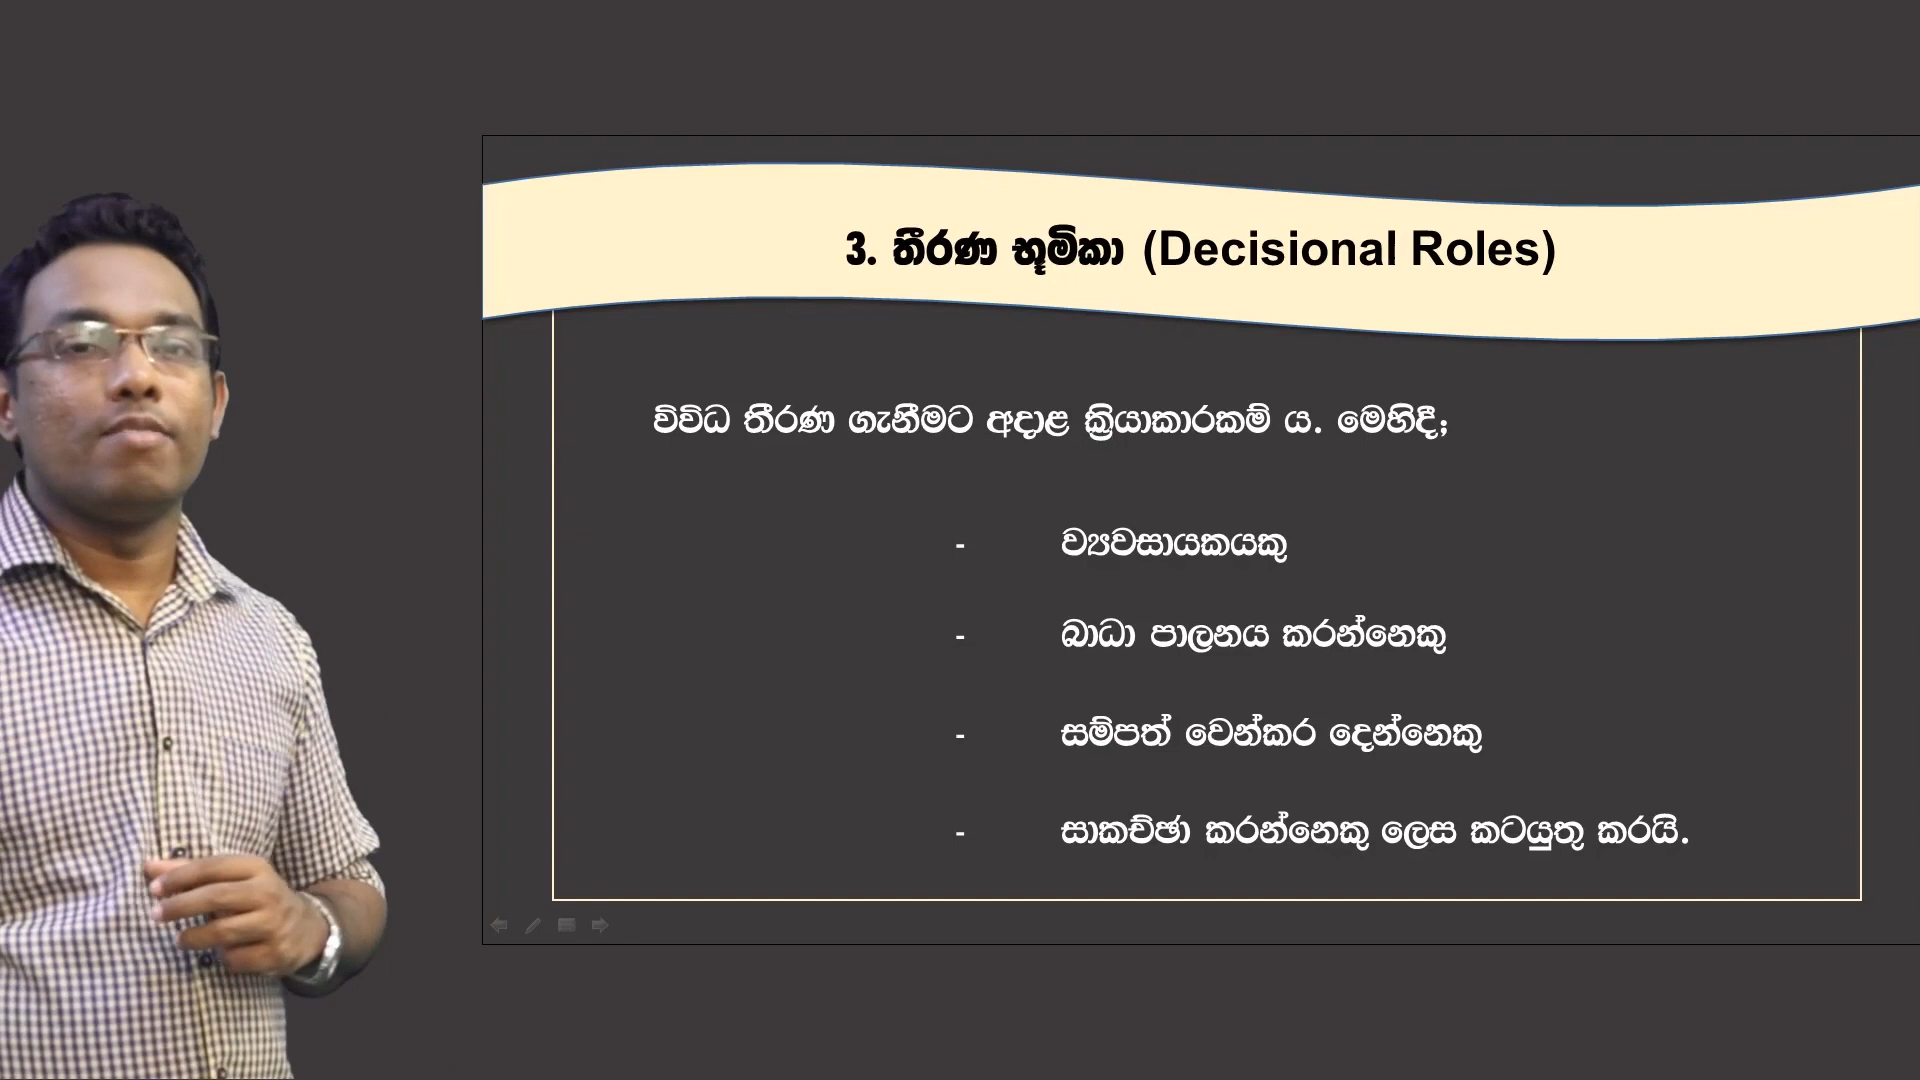 3. තීරණ භූමිකා (Decisional Roles)
විවිධ තීරණ ගැනීමට අදාළ ක්‍රියාකාරකම් ය. මෙහිදී;
- ව්‍යවසායකයකු
- බාධා පාලනය කරන්නෙකු
- සම්පත් වෙන්කර දෙන්නෙකු
- සාකච්ඡා කරන්නෙකු ලෙස කටයුතු කරයි.